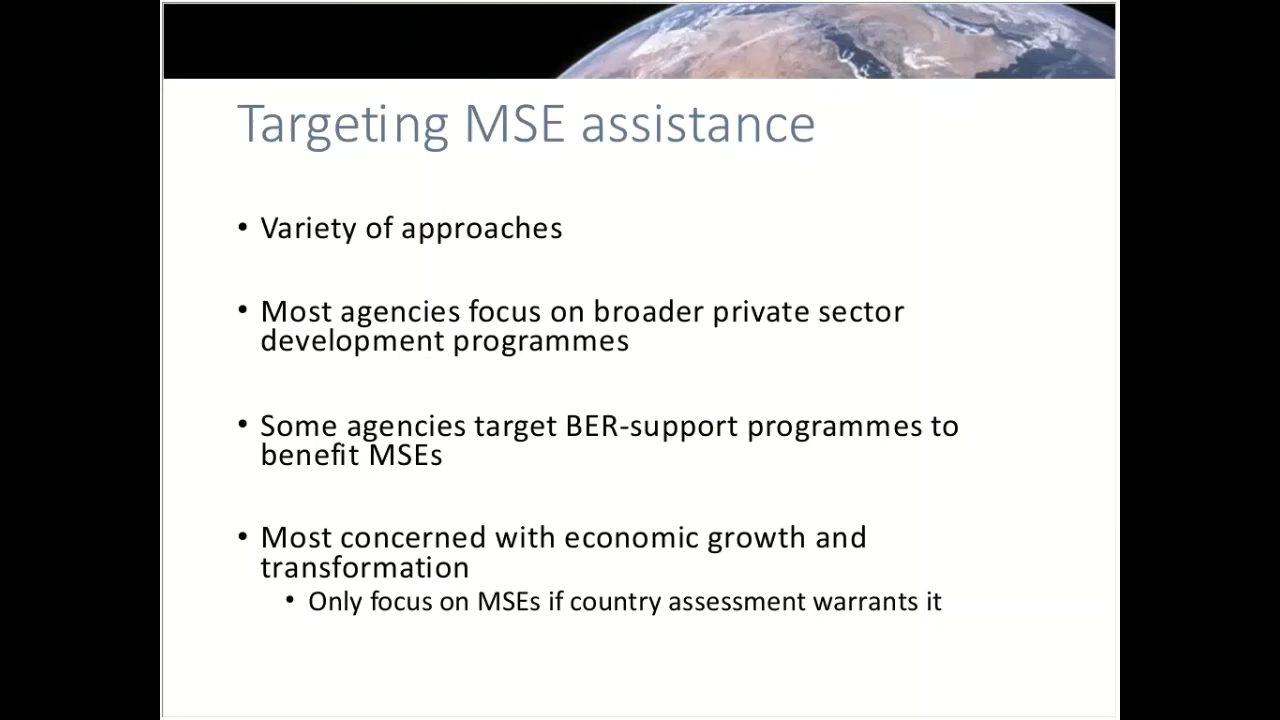 Targeting MSE assistance
• Variety of approaches
• Most agencies focus on broader private sector
development programmes
• Some agencies target BER-support programmes to
benefit MSEs
• Most concerned with economic growth and
transformation
• Only focus on MSEs if country assessment warrants it